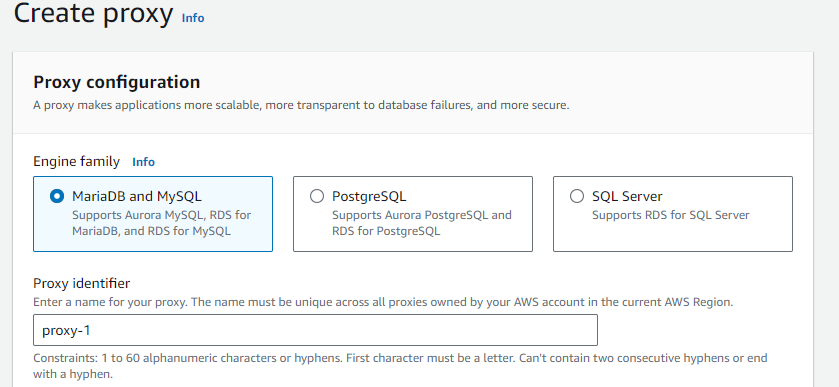 Create proxy Info
Proxy configuration
A proxy makes applications more scalable, more transparent to database failures, and more secure.
Engine family Info
MariaDB and MySQL
Supports Aurora MySQL, RDS for
MariaDB, and RDS for MySQL
PostgreSQL
Supports Aurora PostgreSQL and
RDS for PostgreSQL
SQL Server
Supports RDS for SQL Server
Proxy identifier
Enter a name for your proxy. The name must be unique across all proxies owned by your AWS account in the current AWS Region.
proxy-1
Constraints: 1 to 60 alphanumeric characters or hyphens. First character must be a letter. Can't contain two consecutive hyphens or end
with a hyphen.